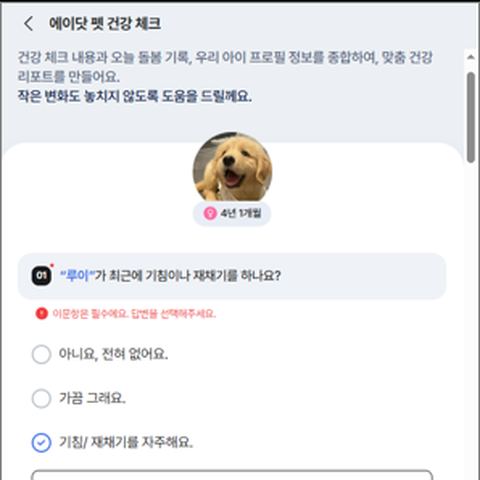 에이닷 펫 건강 체크
건강 체크 내용과 오늘 돌봄 기록, 우리 아이 프로필 정보를 종합하여, 맞춤 건강
리포트를 만들어요.
작은 변화도 놓치지 않도록 도움을 드릴께요.
4년 1개월
01 “루이”가 최근에 기침이나 재채기를 하나요?
이문항은 필수에요. 답변을 선택해주세요.
아니요, 전혀 없어요.
가끔 그래요.
기침/ 재채기를 자주해요.